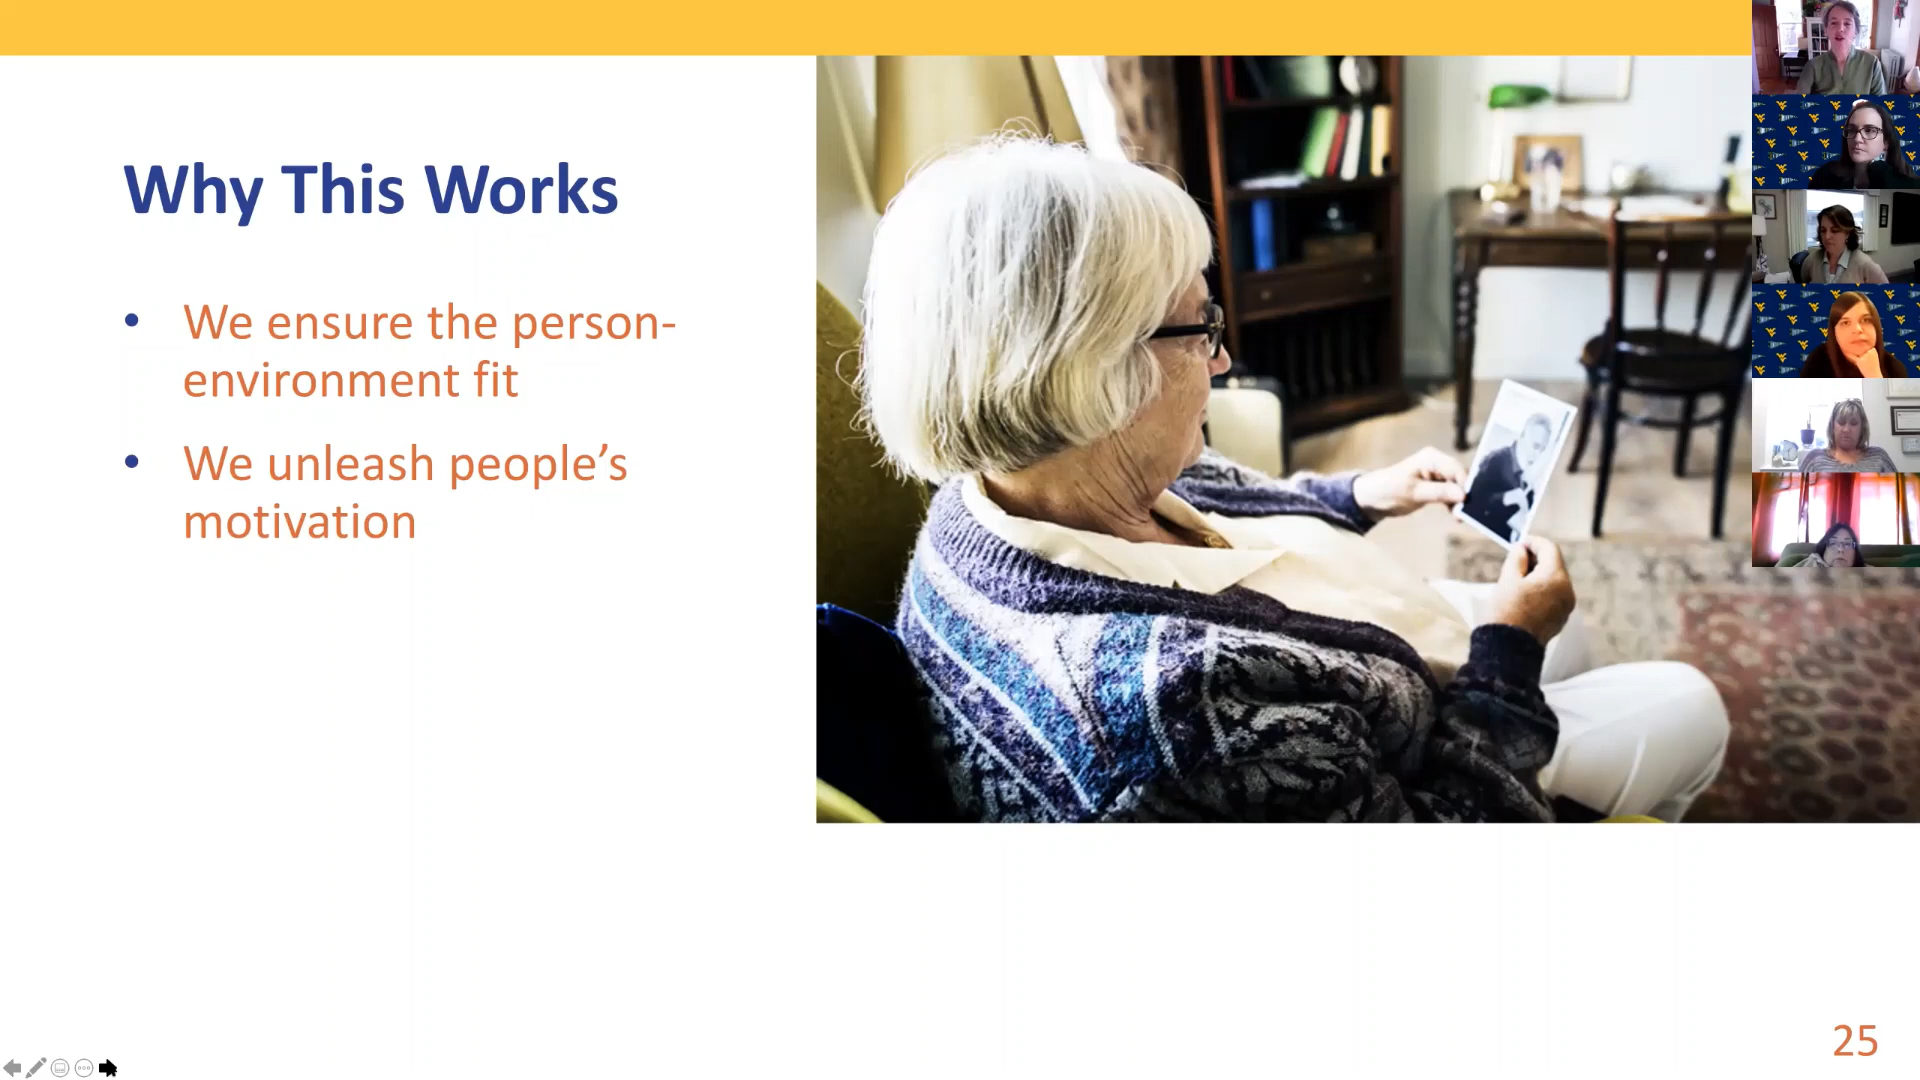 Why This Works
• We ensure the person-
environment fit
• We unleash people’s
motivation
25